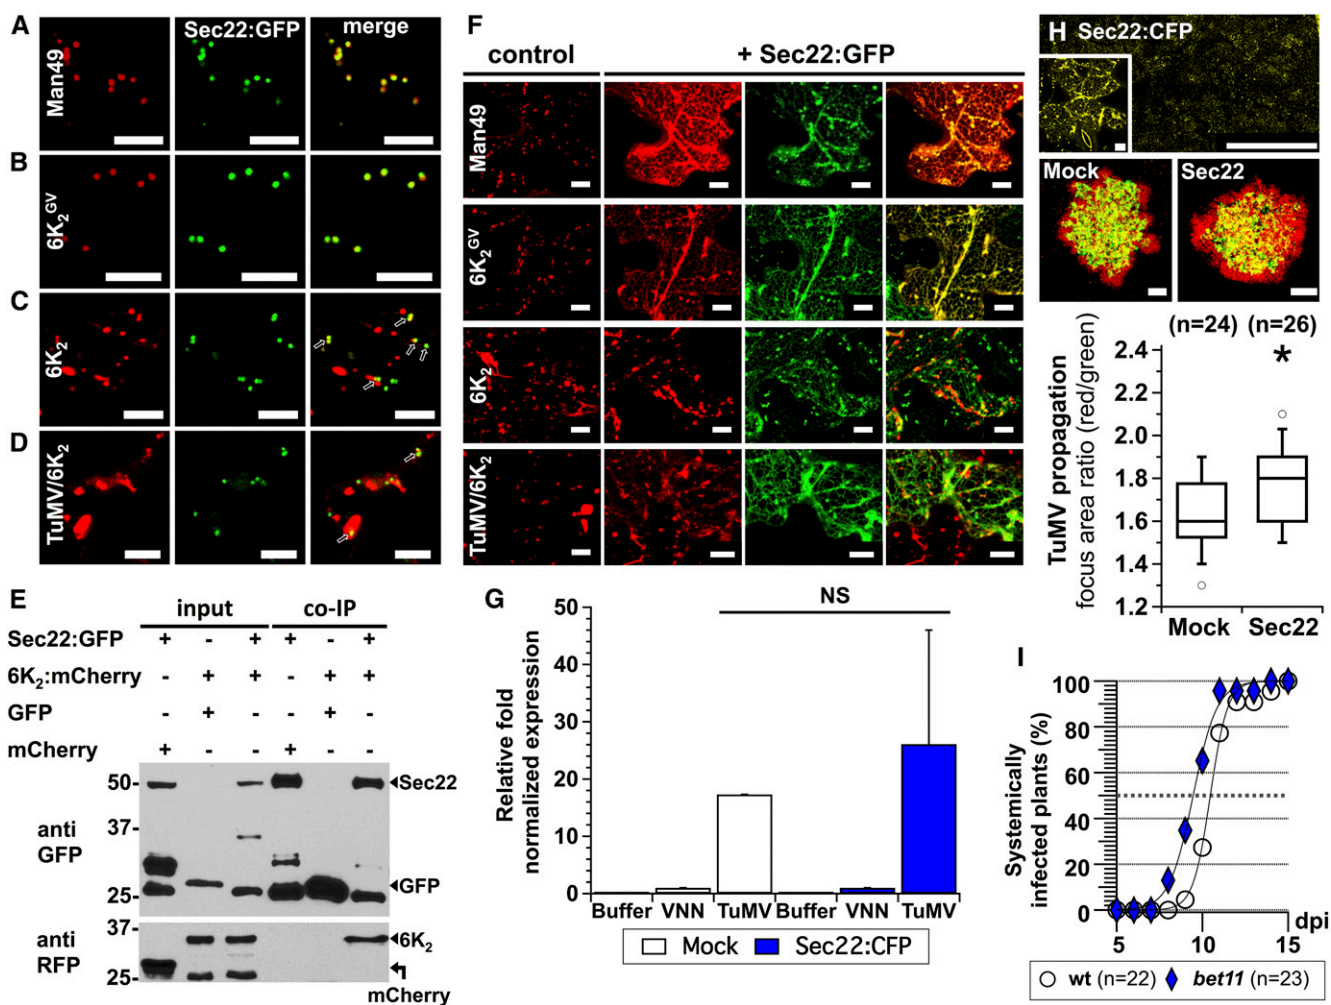 A
Man49
Sec22:GFP
merge
B
6K₂ᴳⱽ
C
6K₂
D
TuMV/6K₂
E
input
co-IP
Sec22:GFP + - + + - +
6K₂:mCherry - + + - + +
GFP - + - - + -
mCherry + - - + - -
anti GFP
50-
37-
25-
Sec22
GFP
anti RFP
37-
25-
6K₂
mCherry
F
control
+ Sec22:GFP
Man49
6K₂ᴳⱽ
6K₂
TuMV/6K₂
G
NS
Relative fold
normalized expression
50
40
30
20
10
0
Buffer VNN TuMV Buffer VNN TuMV
Mock Sec22:CFP
H
Sec22:CFP
Mock
Sec22
(n=24) (n=26)
*
TuMV propagation
focus area ratio (red/green)
2.4
2.2
2.0
1.8
1.6
1.4
1.2
Mock Sec22
I
Systemically
infected plants (%)
100
80
60
40
20
0
5 10 15
dpi
wt (n=22) bet11 (n=23)